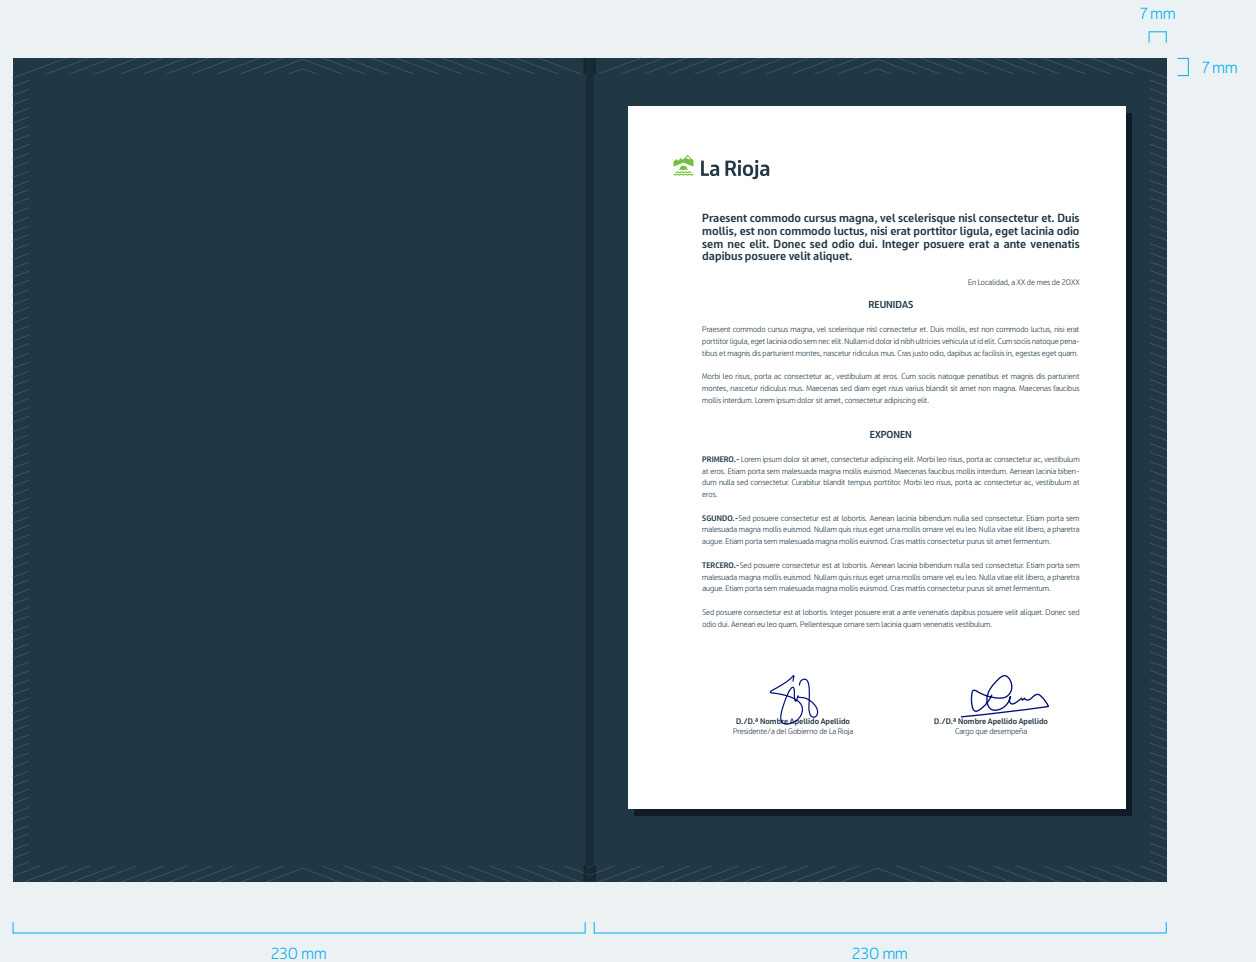 7 mm
7 mm
La Rioja
Praesent commodo cursus magna, vel scelerisque nisl consectetur et. Duis
mollis, est non commodo luctus, nisi erat porttitor ligula, eget lacinia odio
sem nec elit. Donec sed odio dui. Integer posuere erat a ante venenatis
dapibus posuere velit aliquet.
En Localidad, a XX de mes de 20XX
REUNIDAS
Praesent commodo cursus magna, vel scelerisque nisl consectetur et. Duis mollis, est non commodo luctus, nisi erat
porttitor ligula, eget lacinia odio sem nec elit. Nullam id dolor id nibh ultricies vehicula ut id elit. Cum sociis natoque pena-
tibus et magnis dis parturient montes, nascetur ridiculus mus. Cras justo odio, dapibus ac facilisis in, egestas eget quam.
Morbi leo risus, porta ac consectetur ac, vestibulum at eros. Cum sociis natoque penatibus et magnis dis parturient
montes, nascetur ridiculus mus. Maecenas sed diam eget risus varius blandit sit amet non magna. Maecenas faucibus
mollis interdum. Lorem ipsum dolor sit amet, consectetur adipiscing elit.
EXPONEN
PRIMERO.- Lorem ipsum dolor sit amet, consectetur adipiscing elit. Morbi leo risus, porta ac consectetur ac, vestibulum
at eros. Etiam porta sem malesuada magna mollis euismod. Maecenas faucibus mollis interdum. Aenean lacinia biben-
dum nulla sed consectetur. Curabitur blandit tempus porttitor. Morbi leo risus, porta ac consectetur ac, vestibulum at
eros.
SGUNDO.-Sed posuere consectetur est at lobortis. Aenean lacinia bibendum nulla sed consectetur. Etiam porta sem
malesuada magna mollis euismod. Nullam quis risus eget urna mollis ornare vel eu leo. Nulla vitae elit libero, a pharetra
augue. Etiam porta sem malesuada magna mollis euismod. Cras mattis consectetur purus sit amet fermentum.
TERCERO.-Sed posuere consectetur est at lobortis. Aenean lacinia bibendum nulla sed consectetur. Etiam porta sem
malesuada magna mollis euismod. Nullam quis risus eget urna mollis ornare vel eu leo. Nulla vitae elit libero, a pharetra
augue. Etiam porta sem malesuada magna mollis euismod. Cras mattis consectetur purus sit amet fermentum.
Sed posuere consectetur est at lobortis. Integer posuere erat a ante venenatis dapibus posuere velit aliquet. Donec sed
odio dui. Aenean eu leo quam. Pellentesque ornare sem lacinia quam venenatis vestibulum.
D./D.ª Nombre Apellido Apellido
Presidente/a del Gobierno de La Rioja
D./D.ª Nombre Apellido Apellido
Cargo que desempeña
230 mm
230 mm